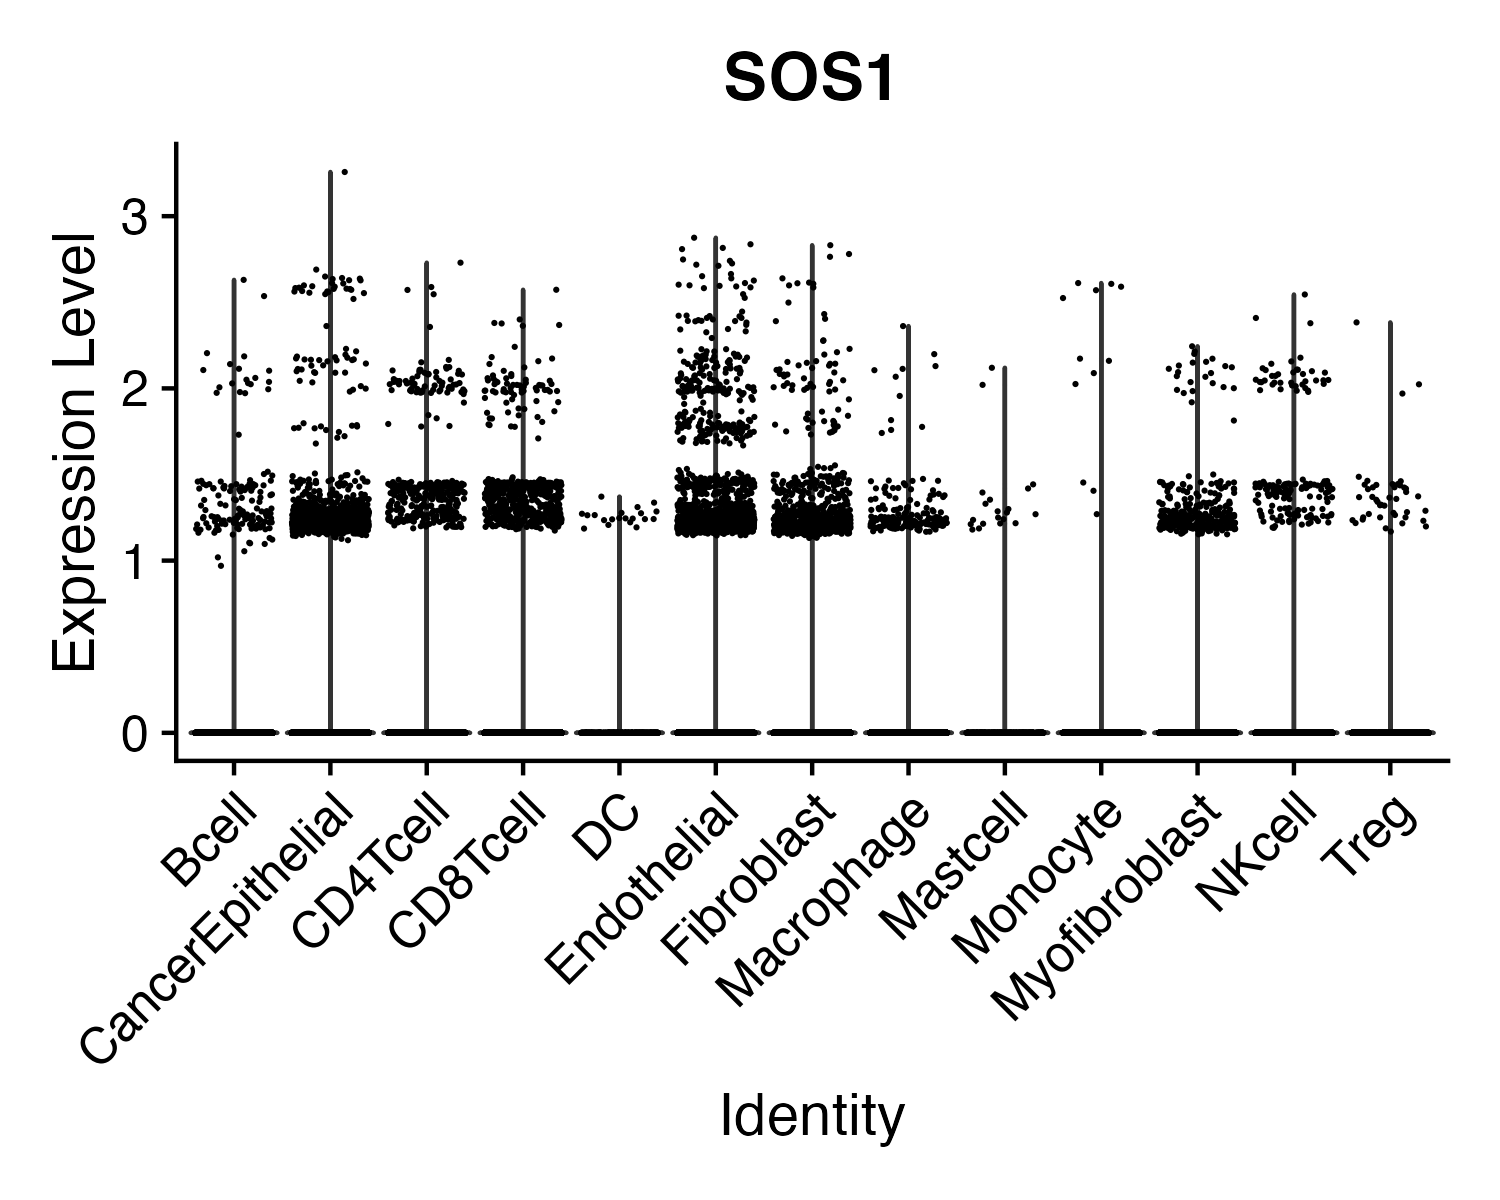 SOS1
Expression Level
3
2
1
0
Bcell
CancerEpithelial
CD4Tcell
CD8Tcell
DC
Endothelial
Fibroblast
Macrophage
Mastcell
Monocyte
Myofibroblast
NKcell
Treg
Identity